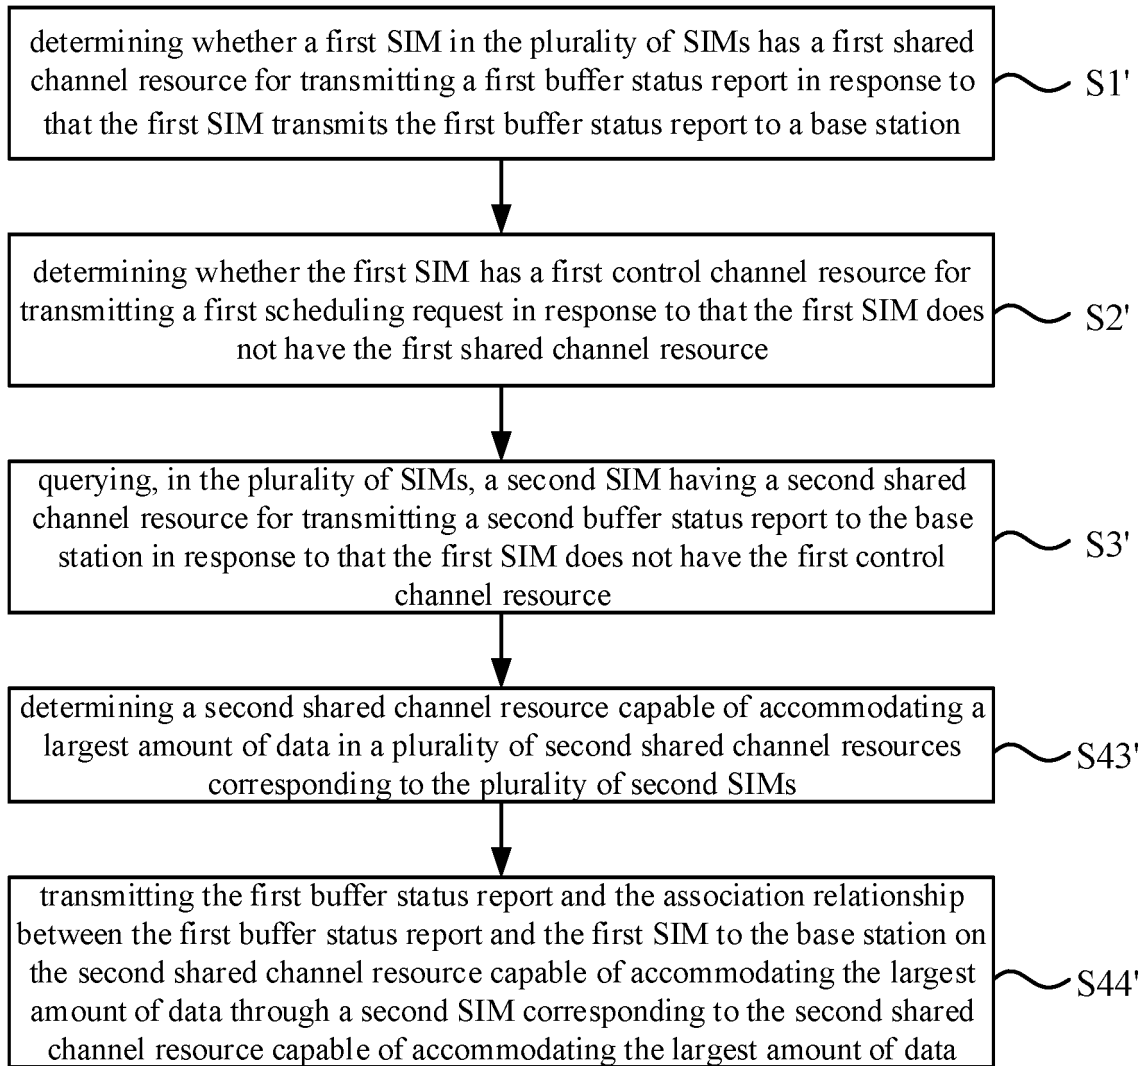 determining whether a first SIM in the plurality of SIMs has a first shared
channel resource for transmitting a first buffer status report in response to
that the first SIM transmits the first buffer status report to a base station
S1'
determining whether the first SIM has a first control channel resource for
transmitting a first scheduling request in response to that the first SIM does
not have the first shared channel resource
S2'
querying, in the plurality of SIMs, a second SIM having a second shared
channel resource for transmitting a second buffer status report to the base
station in response to that the first SIM does not have the first control
channel resource
S3'
determining a second shared channel resource capable of accommodating a
largest amount of data in a plurality of second shared channel resources
corresponding to the plurality of second SIMs
S43'
transmitting the first buffer status report and the association relationship
between the first buffer status report and the first SIM to the base station on
the second shared channel resource capable of accommodating the largest
amount of data through a second SIM corresponding to the second shared
channel resource capable of accommodating the largest amount of data
S44'